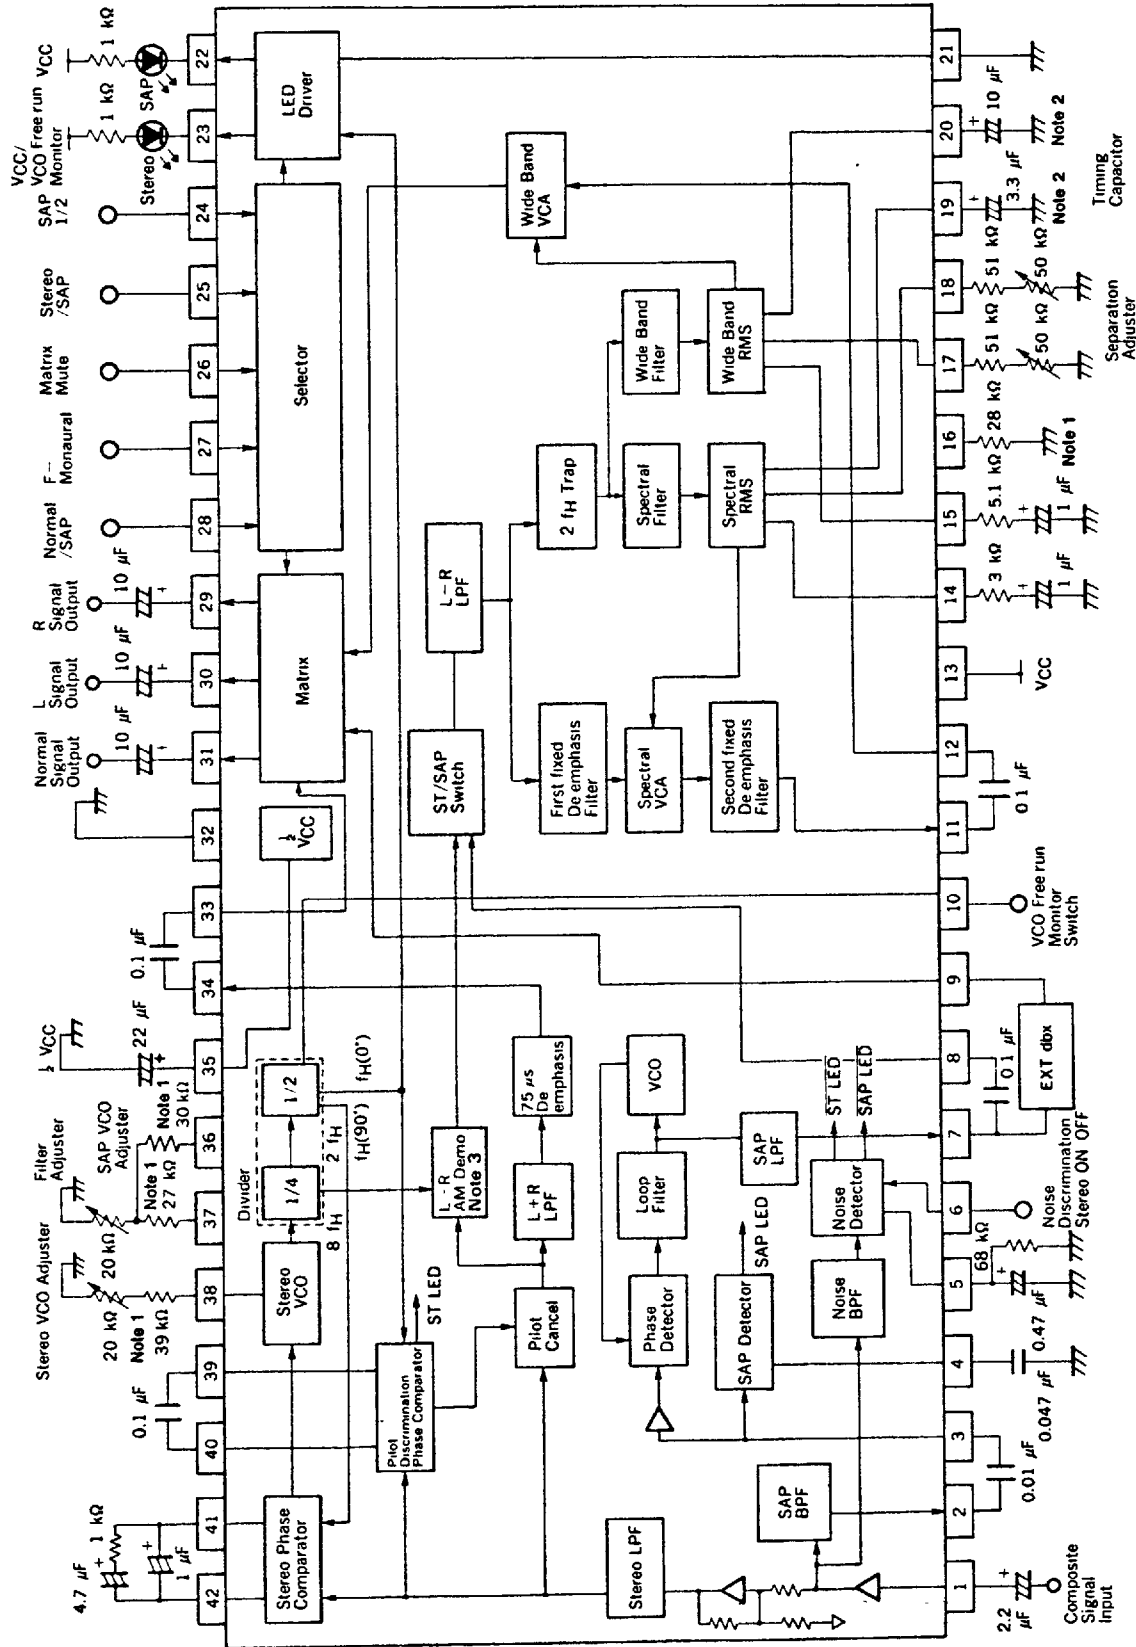 VCC
1 kΩ
22
SAP
VCC/
VCO Free run
Monitor
1 kΩ
23
Stereo
SAP
1/2
24
Stereo
/SAP
25
Matrix
Mute
26
F-
Monaural
27
Normal
/SAP
28
R
Signal
Output
10 µF
+
29
L
Signal
Output
10 µF
+
30
Normal
Signal
Output
10 µF
+
31
32
33
0.1 µF
34
½ VCC
22 µF
+
35
Filter
Adjuster
SAP VCO
Adjuster
Note 1
30 kΩ
36
20 kΩ
Note 1
27 kΩ
37
Stereo VCO Adjuster
20 kΩ
Note 1
39 kΩ
38
39
0.1 µF
40
4.7 µF
+
1 kΩ
1 µF
+
41
42
LED
Driver
Selector
Matrix
½
VCC
Divider
1/2
1/4
2 fH
8 fH
fH(0°)
fH(90°)
Stereo
VCO
Stereo Phase
Comparator
Pilot
Discrimination
Phase Comparator
ST LED
L-R
AM Demo
Note 3
75 µs
De
emphasis
L+R
LPF
Pilot
Cancel
Stereo LPF
ST/SAP
Switch
L-R
LPF
Wide Band
VCA
2 fH Trap
Wide Band
Filter
Wide Band
RMS
Spectral
Filter
Spectral
RMS
First fixed
De emphasis
Filter
Spectral
VCA
Second fixed
De emphasis
Filter
VCO
Loop
Filter
Phase
Detector
SAP
LPF
SAP LED
SAP Detector
ST LED
SAP LED
Noise
Detector
Noise
BPF
SAP
BPF
21
20
+
10 µF
Note 2
19
+
3.3 µF
Note 2
Timing
Capacitor
18
51 kΩ
50 kΩ
17
51 kΩ
50 kΩ
Separation
Adjuster
16
28 kΩ
Note 1
15
5.1 kΩ
+
1 µF
14
3 kΩ
+
1 µF
13
VCC
12
11
0 1 µF
10
VCO Free run
Monitor
Switch
9
EXT dbx
8
0 1 µF
7
6
Noise
Discrimination
Stereo ON OFF
5
68 kΩ
+
0.47 µF
4
0.047 µF
3
0.01 µF
2
1
+
2.2
µF
Composite
Signal
Input